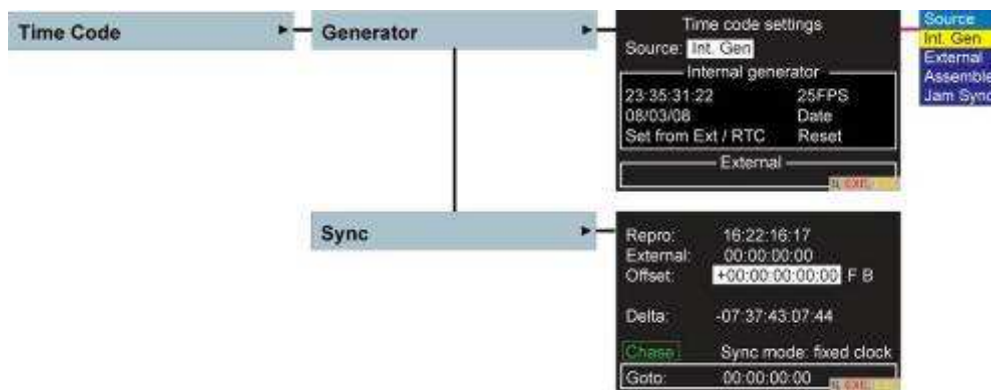 Time Code
Generator
Time code settings
Source: Int. Gen
Internal generator
23:35:31:22 25FPS
08/03/08 Date
Set from Ext / RTC Reset
External
EXIT
Source
Int. Gen
External
Assemble
Jam Sync
Sync
Repro: 16:22:16:17
External: 00:00:00:00
Offset: +00:00:00:00:00 F B
Delta: -07:37:43:07:44
Chase Sync mode: fixed clock
Goto: 00:00:00:00
EXIT